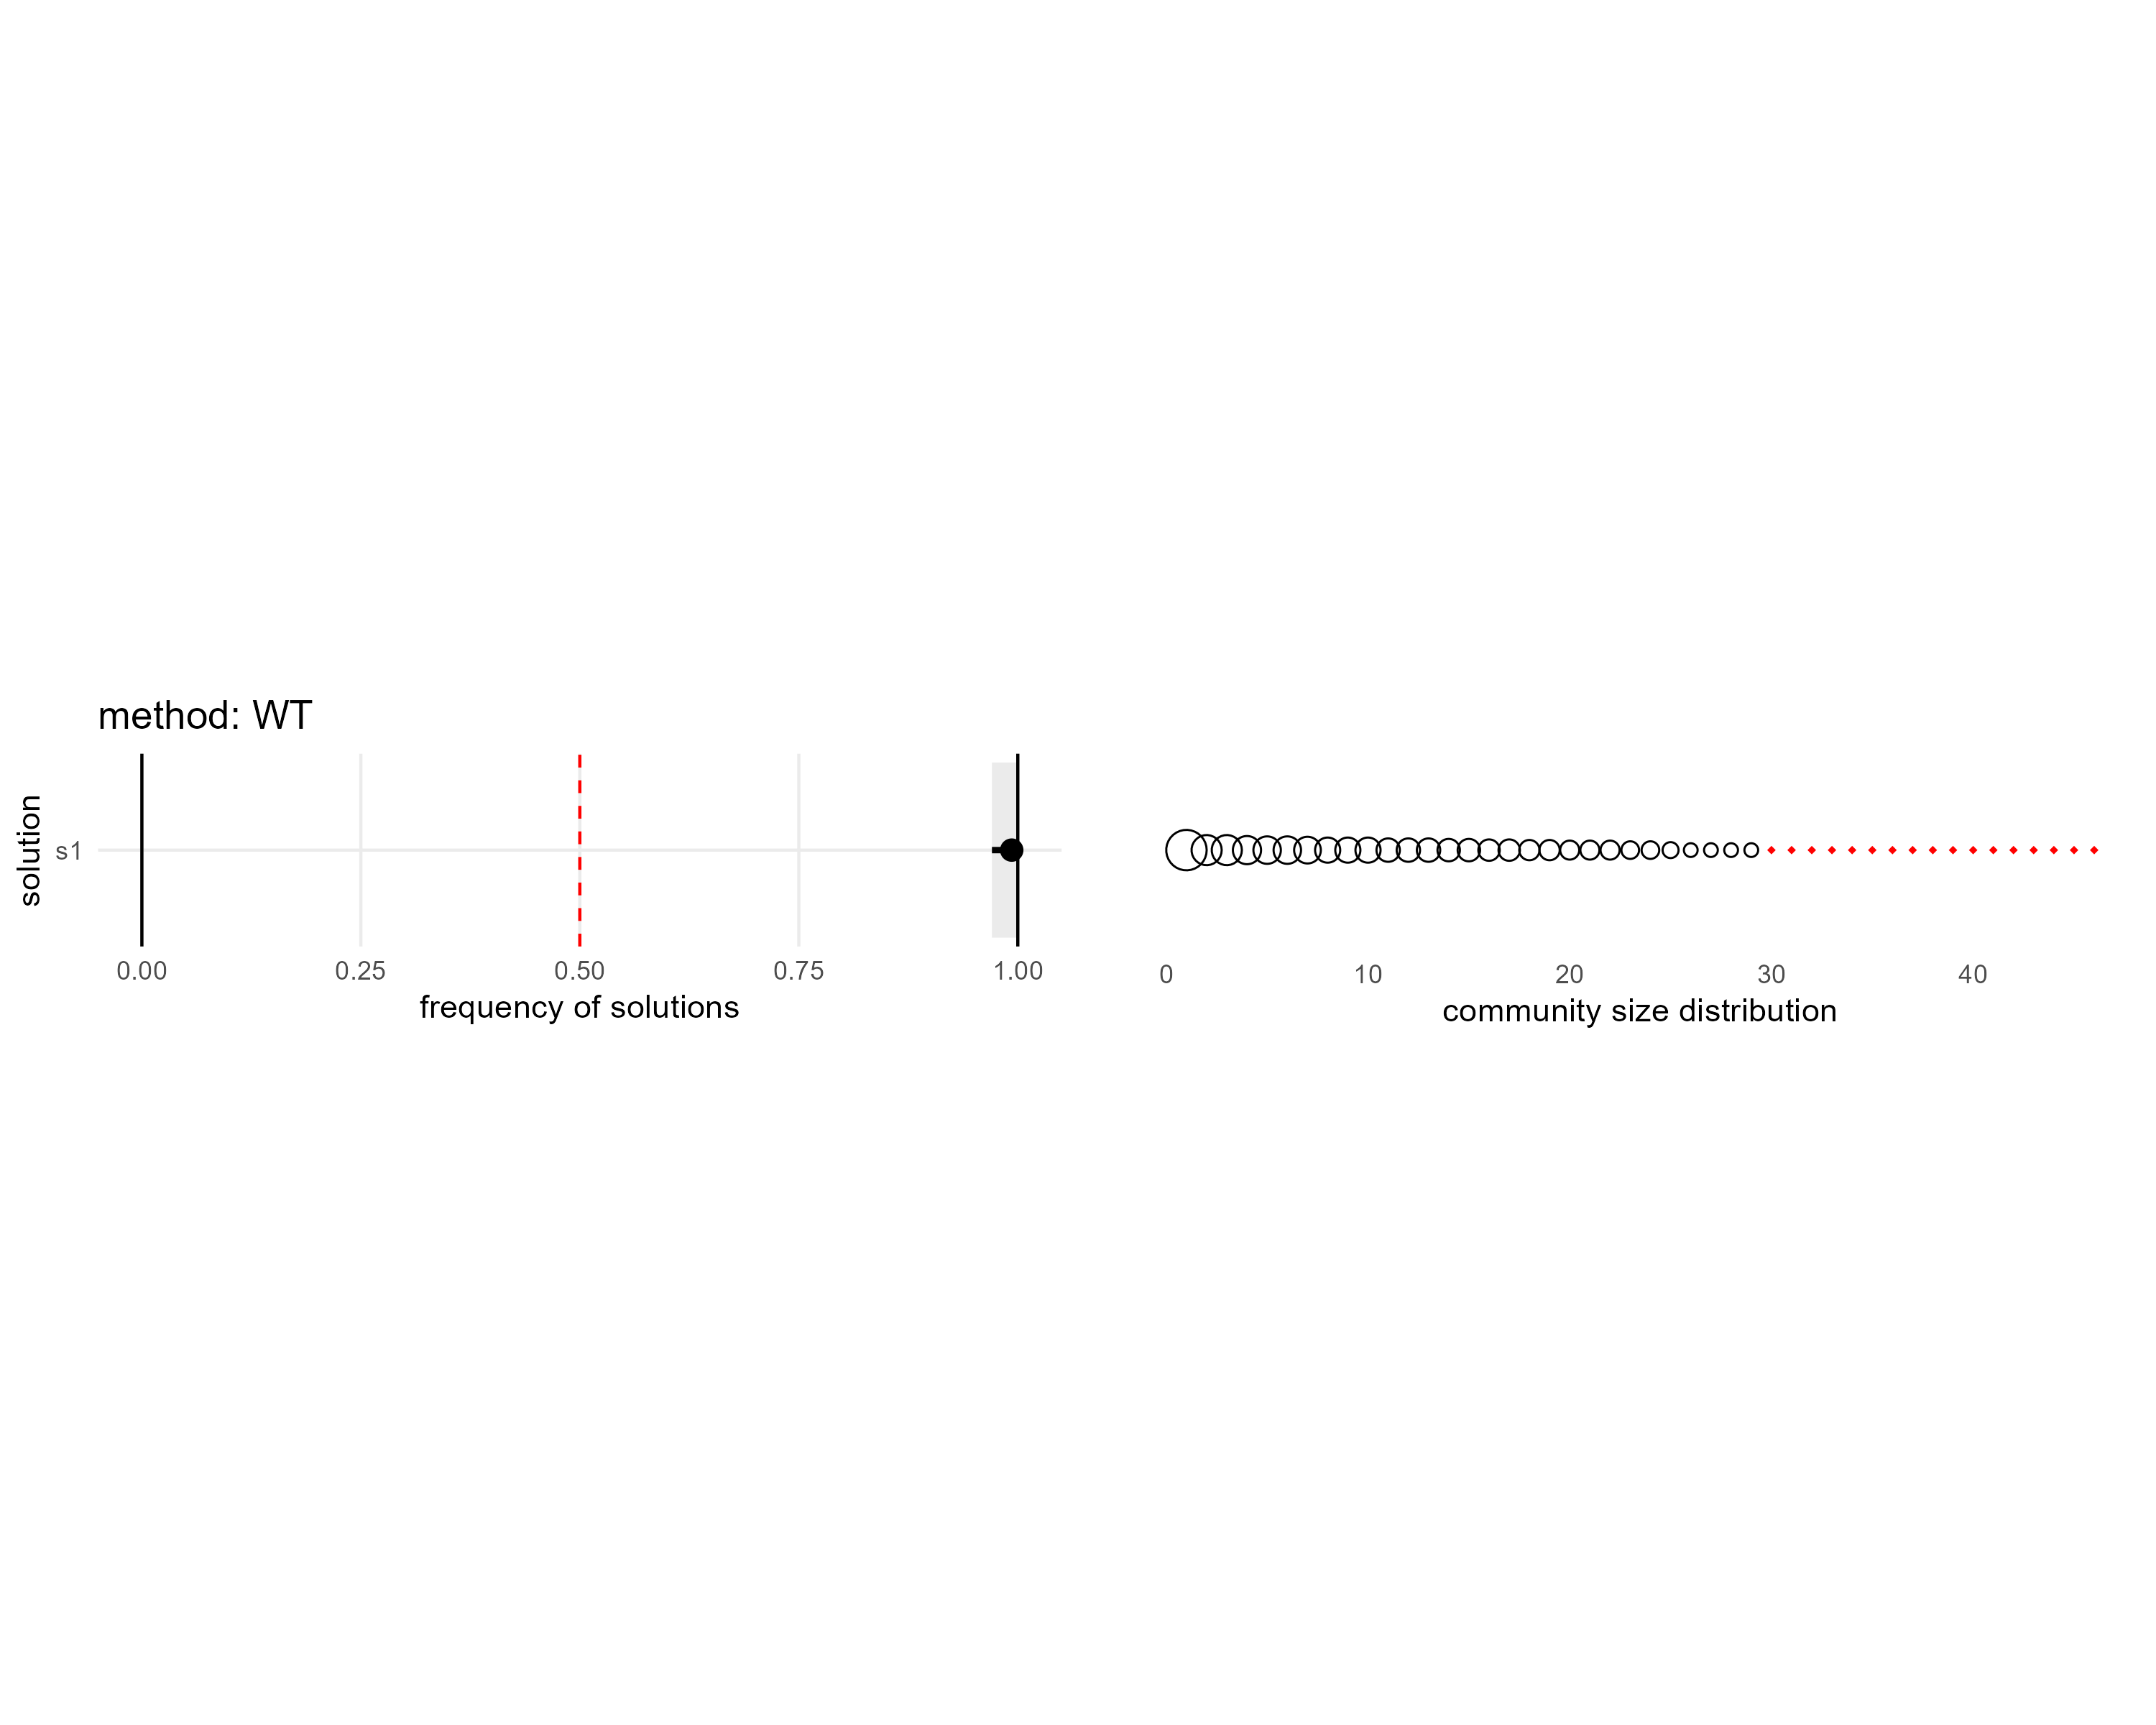 method: WT
solution
s1
0.00 0.25 0.50 0.75 1.00
frequency of solutions
0 10 20 30 40
community size distribution